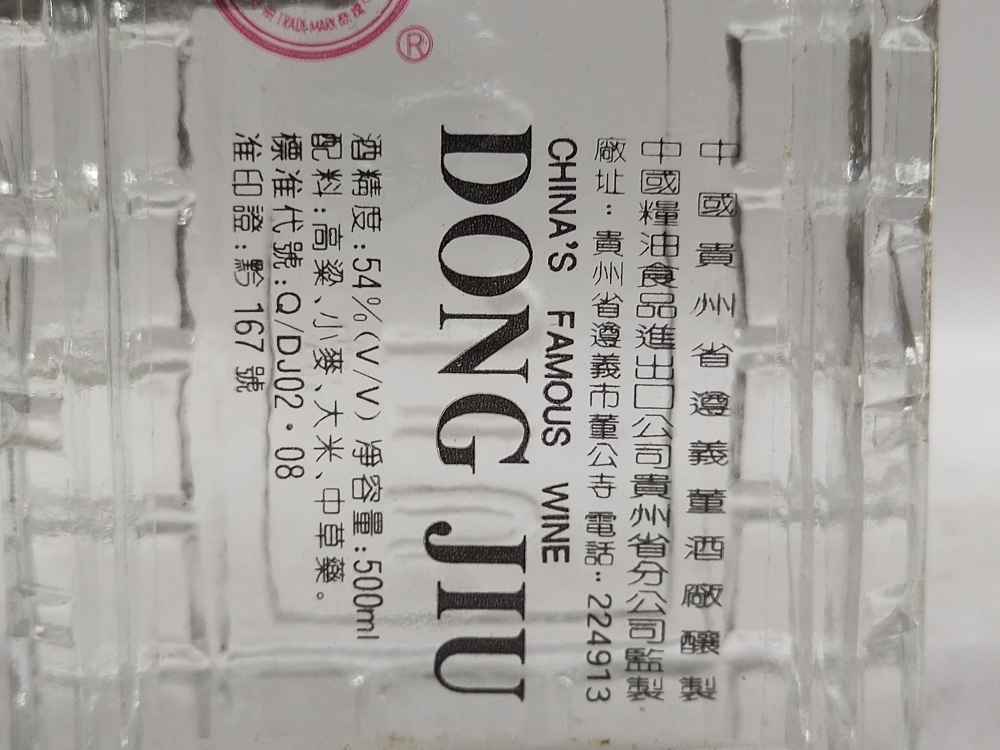 TRADE MARK
®
中國貴州省遵義董酒廠釀製
中國糧油食品進出口公司貴州省分公司監製
廠址：貴州省遵義市董公寺 電話：224913
CHINA'S FAMOUS WINE
DONG JIU
酒精度:54%(V/V) 淨容量:500ml
配料:高粱、小麥、大米、中草藥。
標准代號:Q/DJ02·08
准印證:黔 167 號